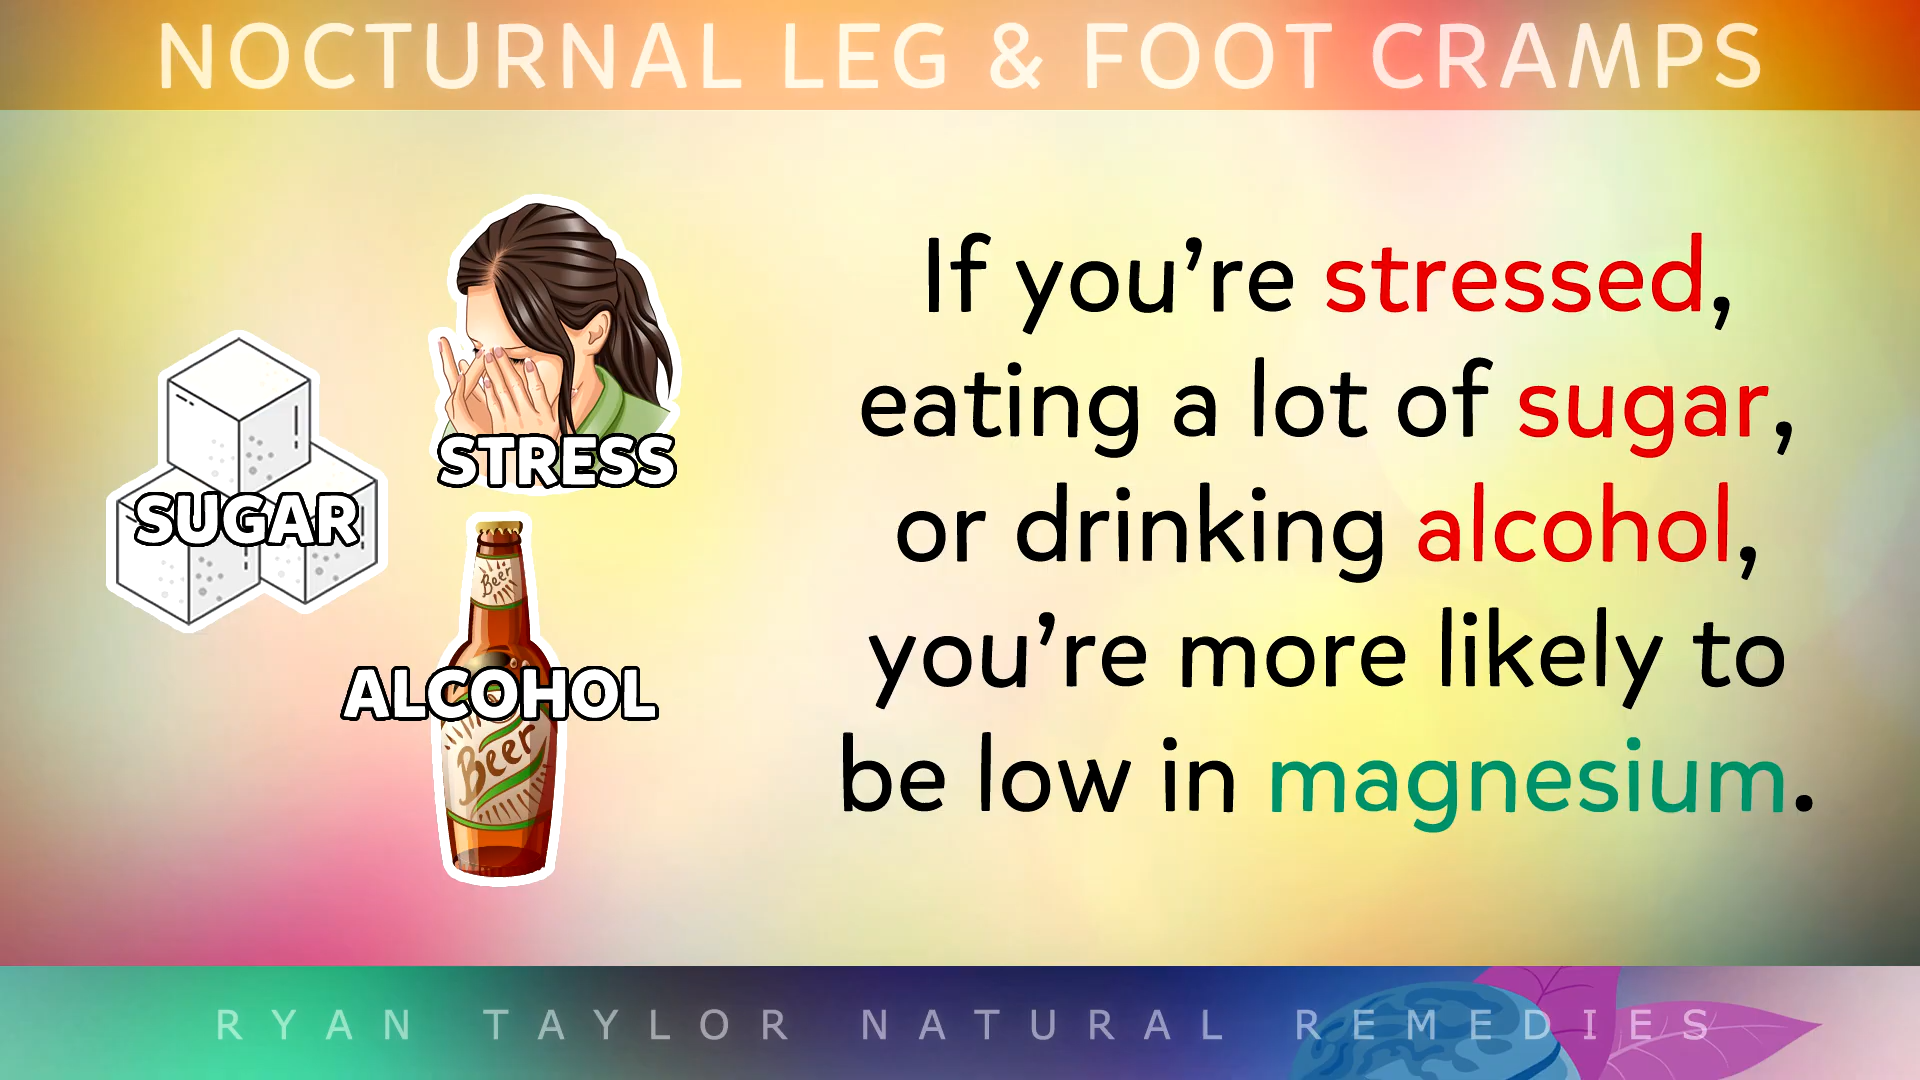 NOCTURNAL LEG & FOOT CRAMPS
STRESS
SUGAR
Beer
ALCOHOL
Beer
If you’re stressed,
eating a lot of sugar,
or drinking alcohol,
you’re more likely to
be low in magnesium.
RYAN TAYLOR NATURAL REMEDIES